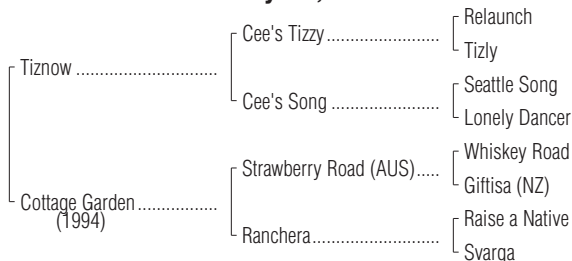 Relaunch
Cee's Tizzy
Tizly
Tiznow
Seattle Song
Cee's Song
Lonely Dancer
Whiskey Road
Strawberry Road (AUS)
Giftisa (NZ)
Cottage Garden
(1994)
Raise a Native
Ranchera
Svarga